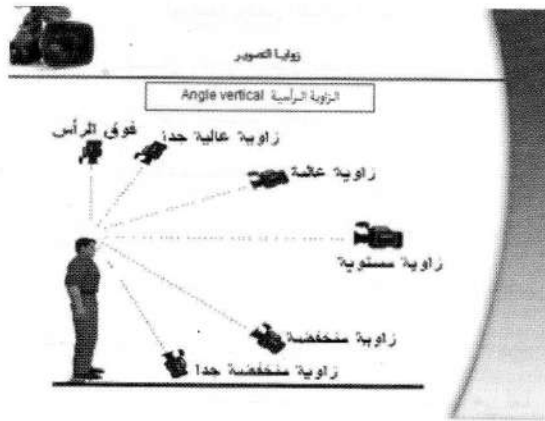 زوايا التصوير
الزاوية الرأسية Angle vertical
فوق الرأس
زاوية عالية جدا
زاوية عالية
زاوية مستوية
زاوية منخفضة
زاوية منخفضة جدا